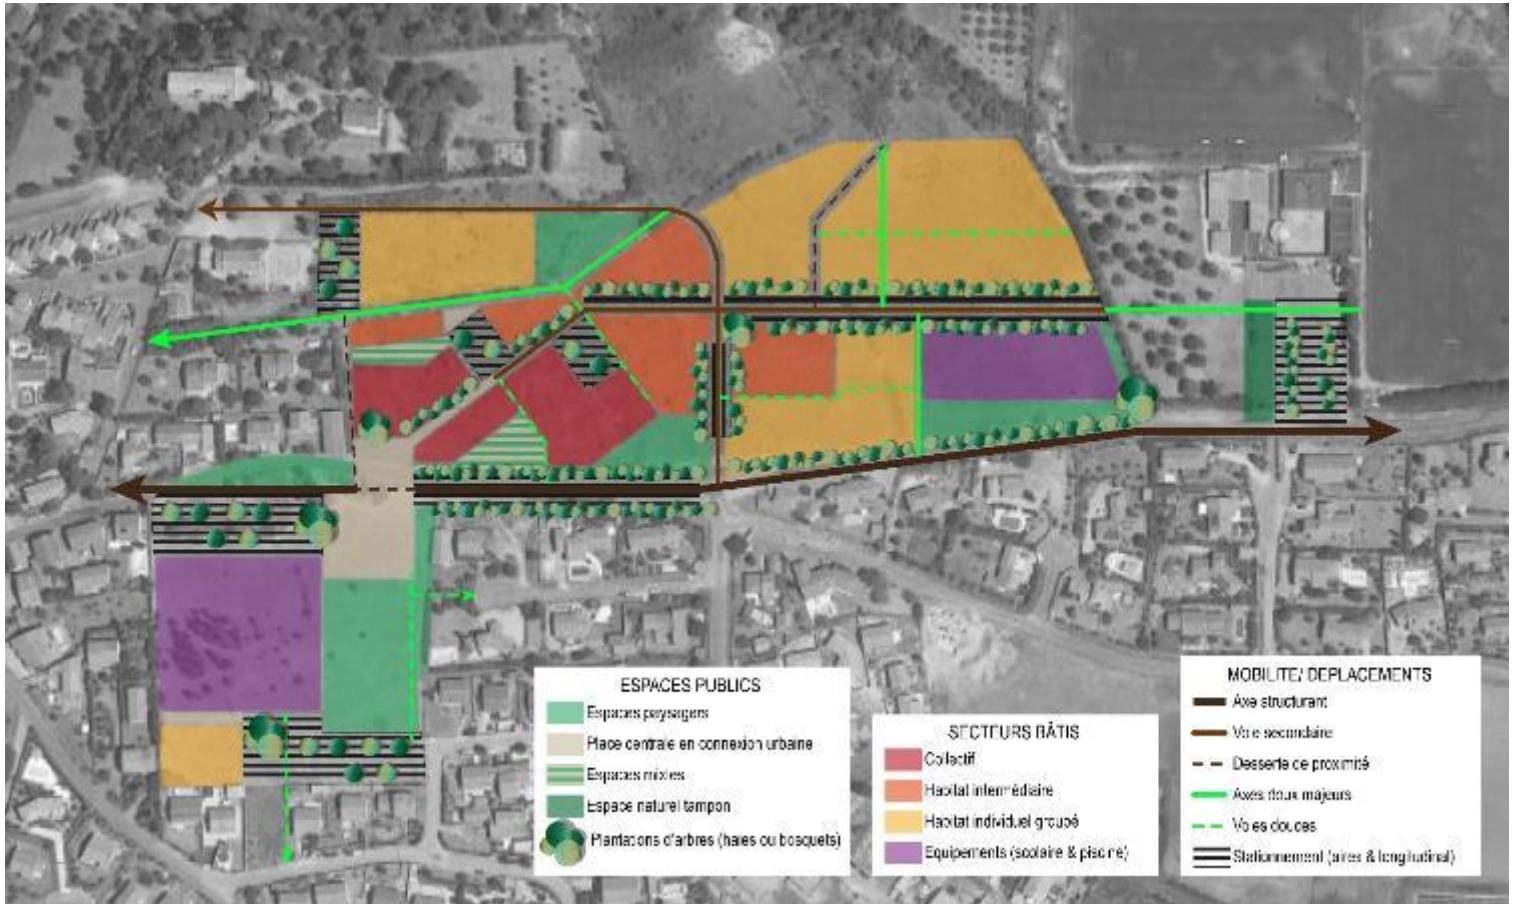 ESPACES PUBLICS
Espaces paysagers
Place centrale en connexion urbaine
Espaces mixtes
Espace naturel tampon
Plantations d'arbres (haies ou bosquets)
SECTEURS BÂTIS
Collectif
Habitat intermédiaire
Habitat individuel groupé
Equipements (scolaire & piscine)
MOBILITE/ DEPLACEMENTS
Axe structurant
Voie secondaire
Desserte de proximité
Axes doux majeurs
Voies douces
Stationnement (aires & longitudinal)